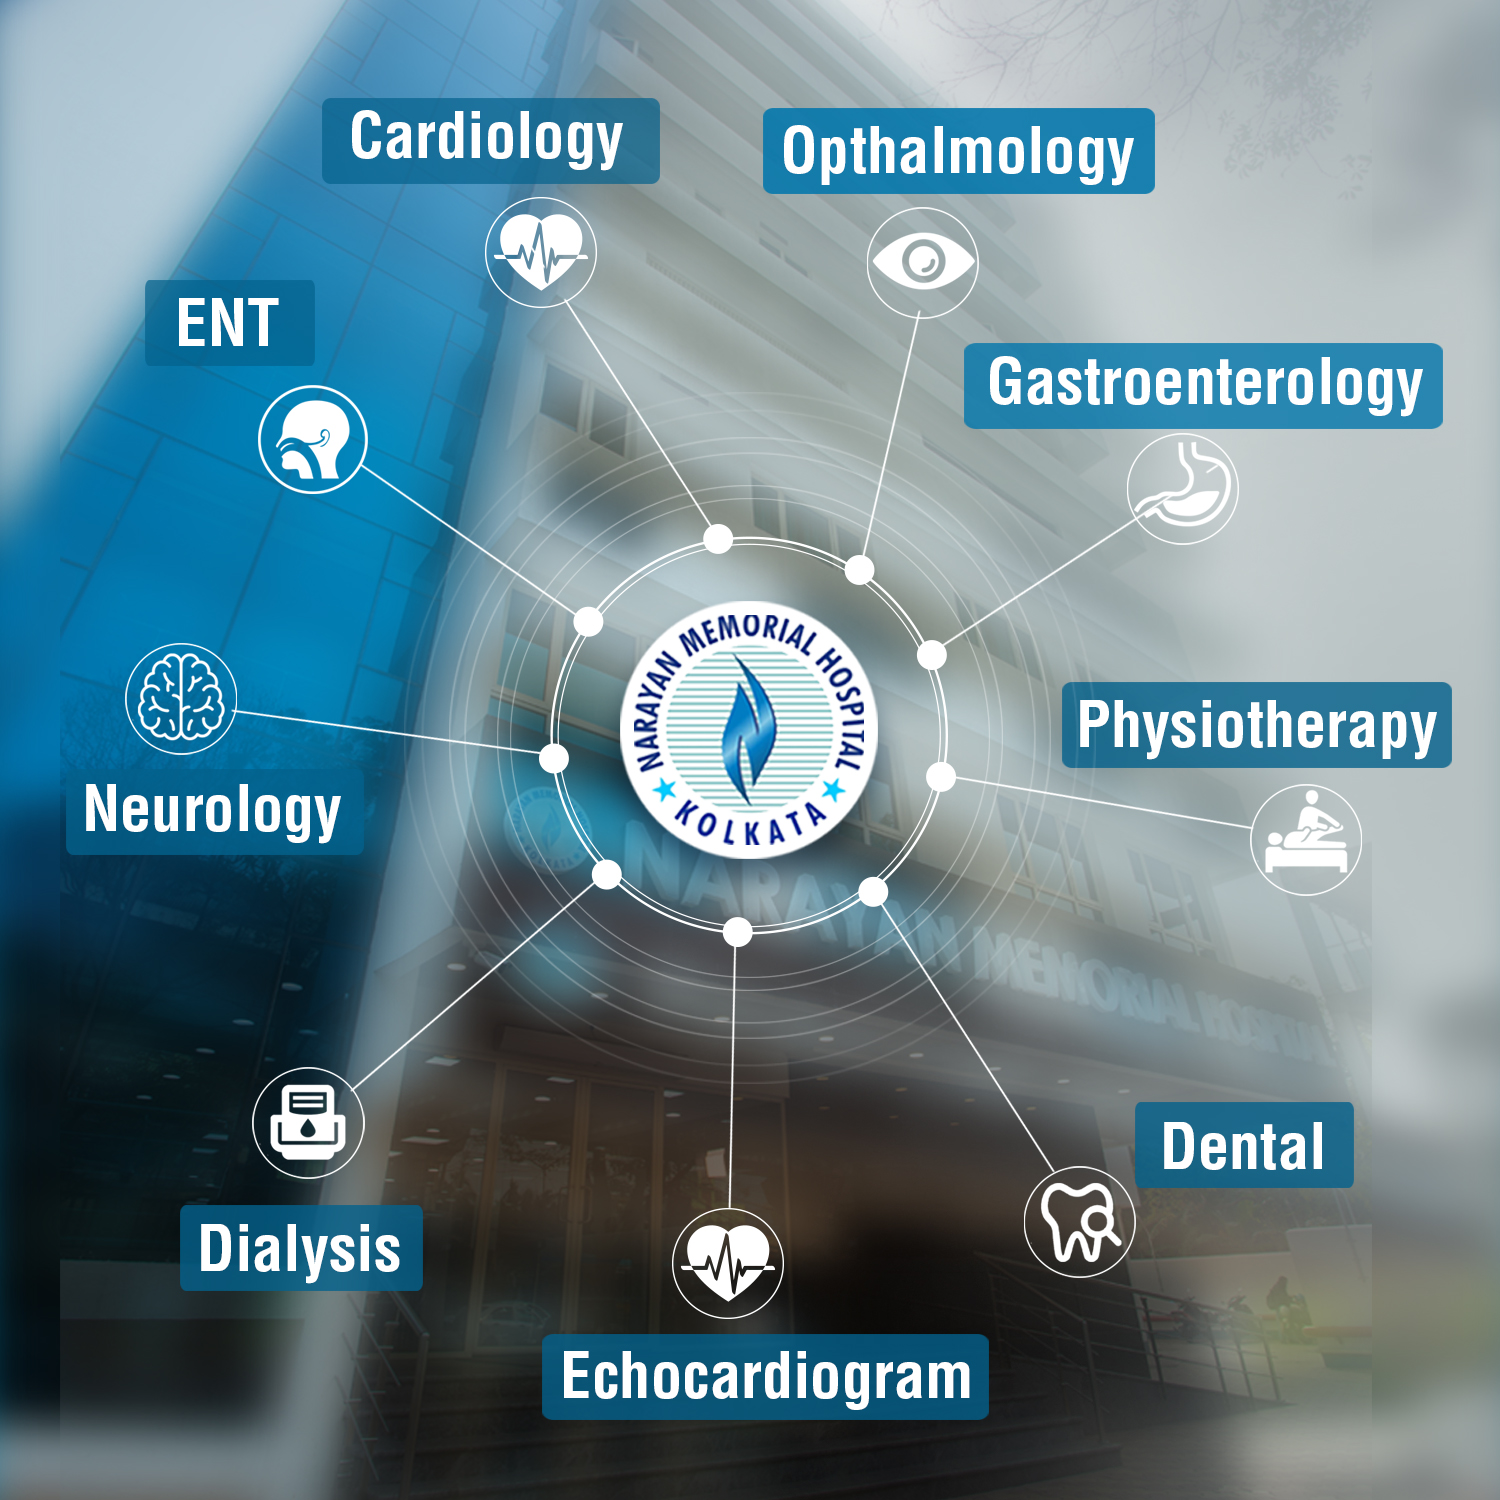 Cardiology
Opthalmology
ENT
Gastroenterology
NARAYAN MEMORIAL HOSPITAL
KOLKATA
Physiotherapy
Neurology
NARAYAN MEMORIAL HOSPITAL
Dental
Dialysis
Echocardiogram